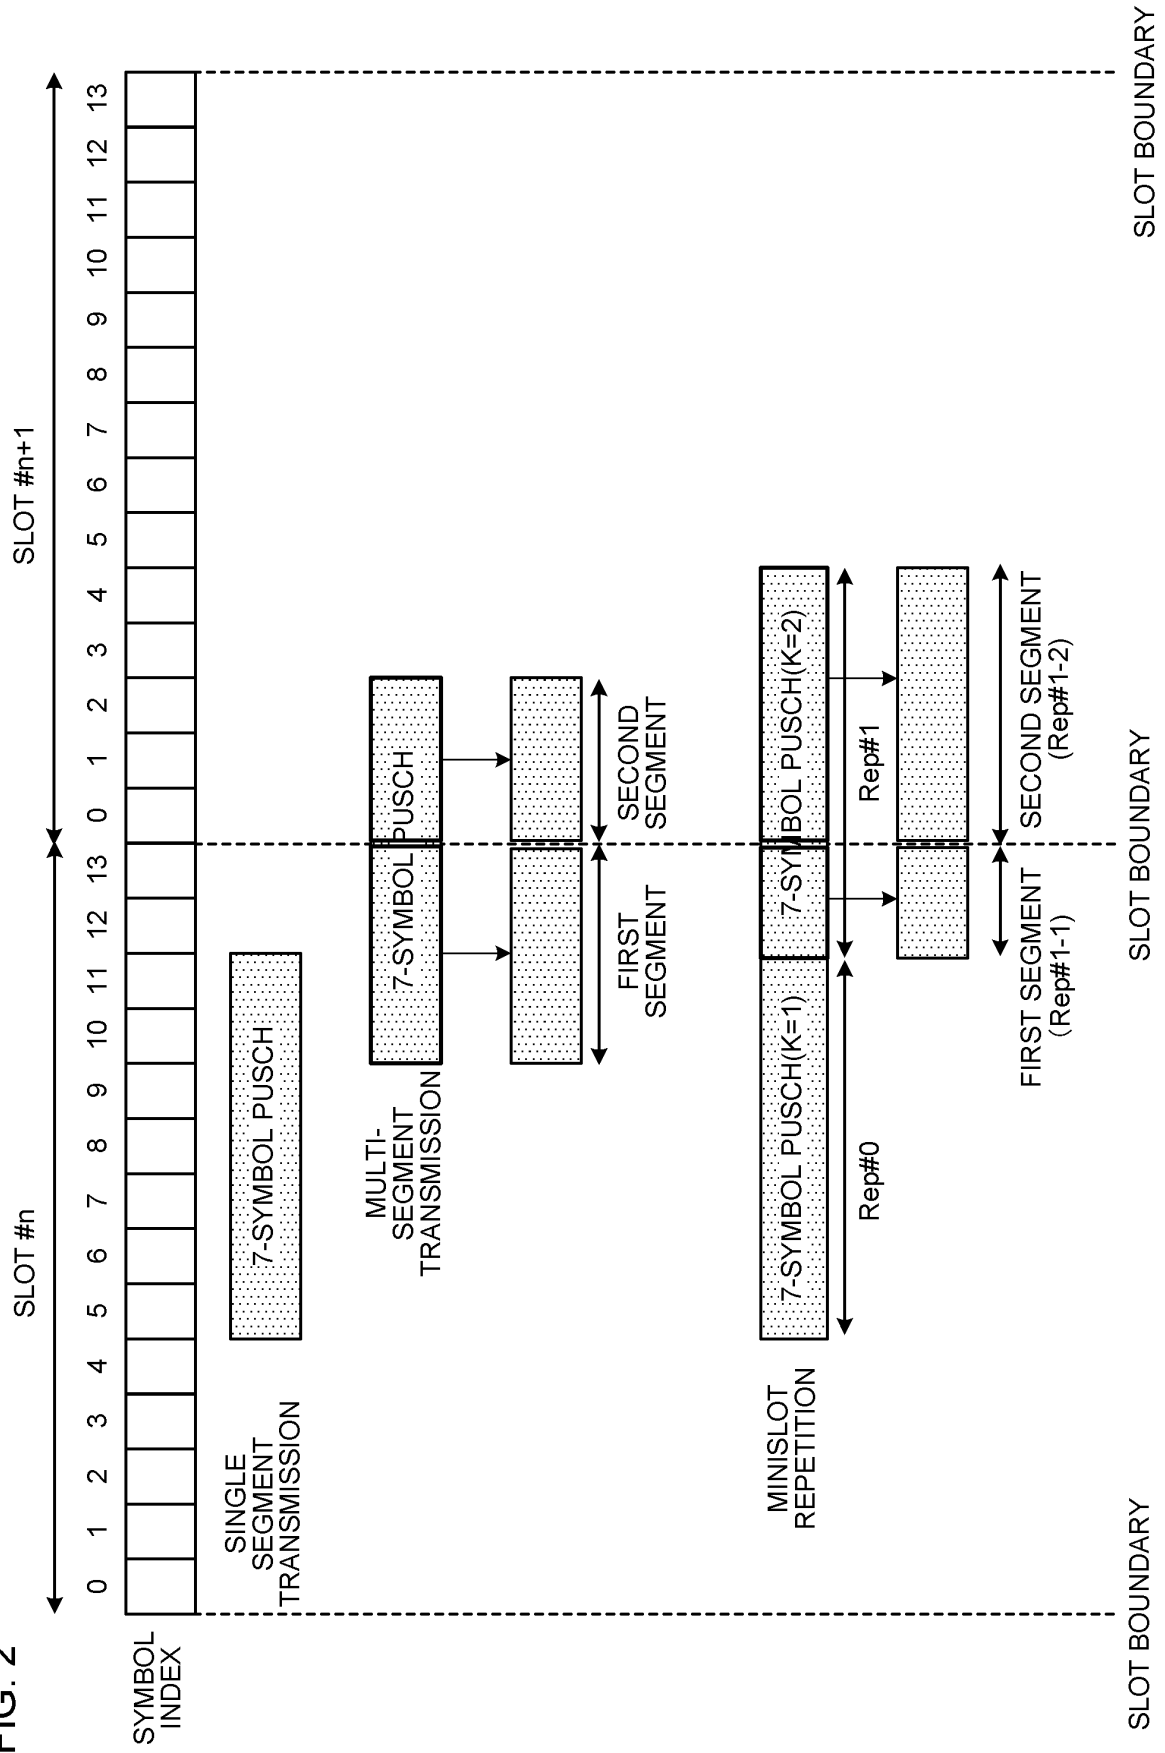 FIG. 2
SLOT #n
SLOT #n+1
SYMBOL
INDEX
0 1 2 3 4 5 6 7 8 9 10 11 12 13 0 1 2 3 4 5 6 7 8 9 10 11 12 13
SINGLE
SEGMENT
TRANSMISSION
7-SYMBOL PUSCH
MULTI-
SEGMENT
TRANSMISSION
7-SYMBOL PUSCH
FIRST
SEGMENT
SECOND
SEGMENT
MINISLOT
REPETITION
7-SYMBOL PUSCH(K=1)
7-SYMBOL PUSCH(K=2)
Rep#0
Rep#1
FIRST SEGMENT
(Rep#1-1)
SECOND SEGMENT
(Rep#1-2)
SLOT BOUNDARY
SLOT BOUNDARY
SLOT BOUNDARY